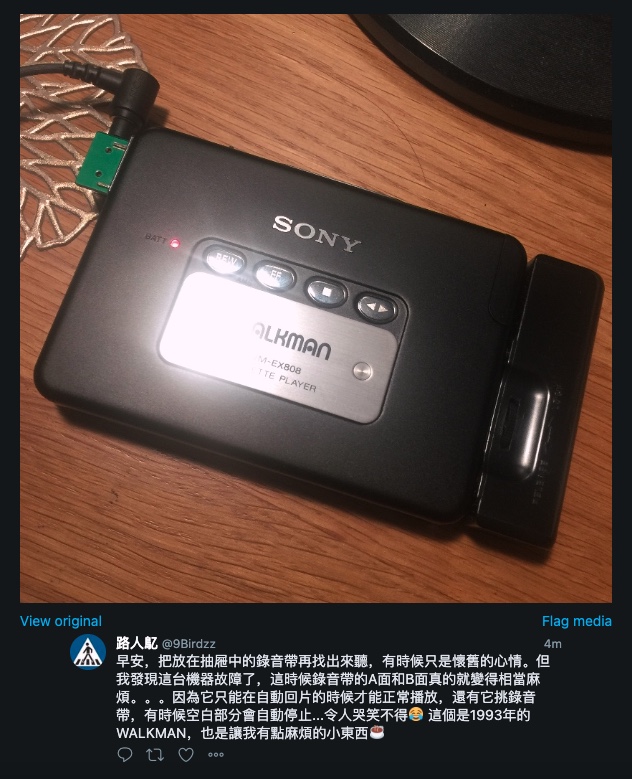 BATT
SONY
REW
FF
WALKMAN
WM-EX808
CASSETTE PLAYER
View original
Flag media
路人髟 @9Birdzz
4m
早安，把放在抽屜中的錄音帶再找出來聽，有時候只是懷舊的心情。但
我發現這台機器故障了，這時候錄音帶的A面和B面真的就變得相當麻
煩。。。因為它只能在自動回片的時候才能正常播放，還有它挑錄音
帶，有時候空白部分會自動停止...令人哭笑不得😂 這個是1993年的
WALKMAN，也是讓我有點麻煩的小東西☕